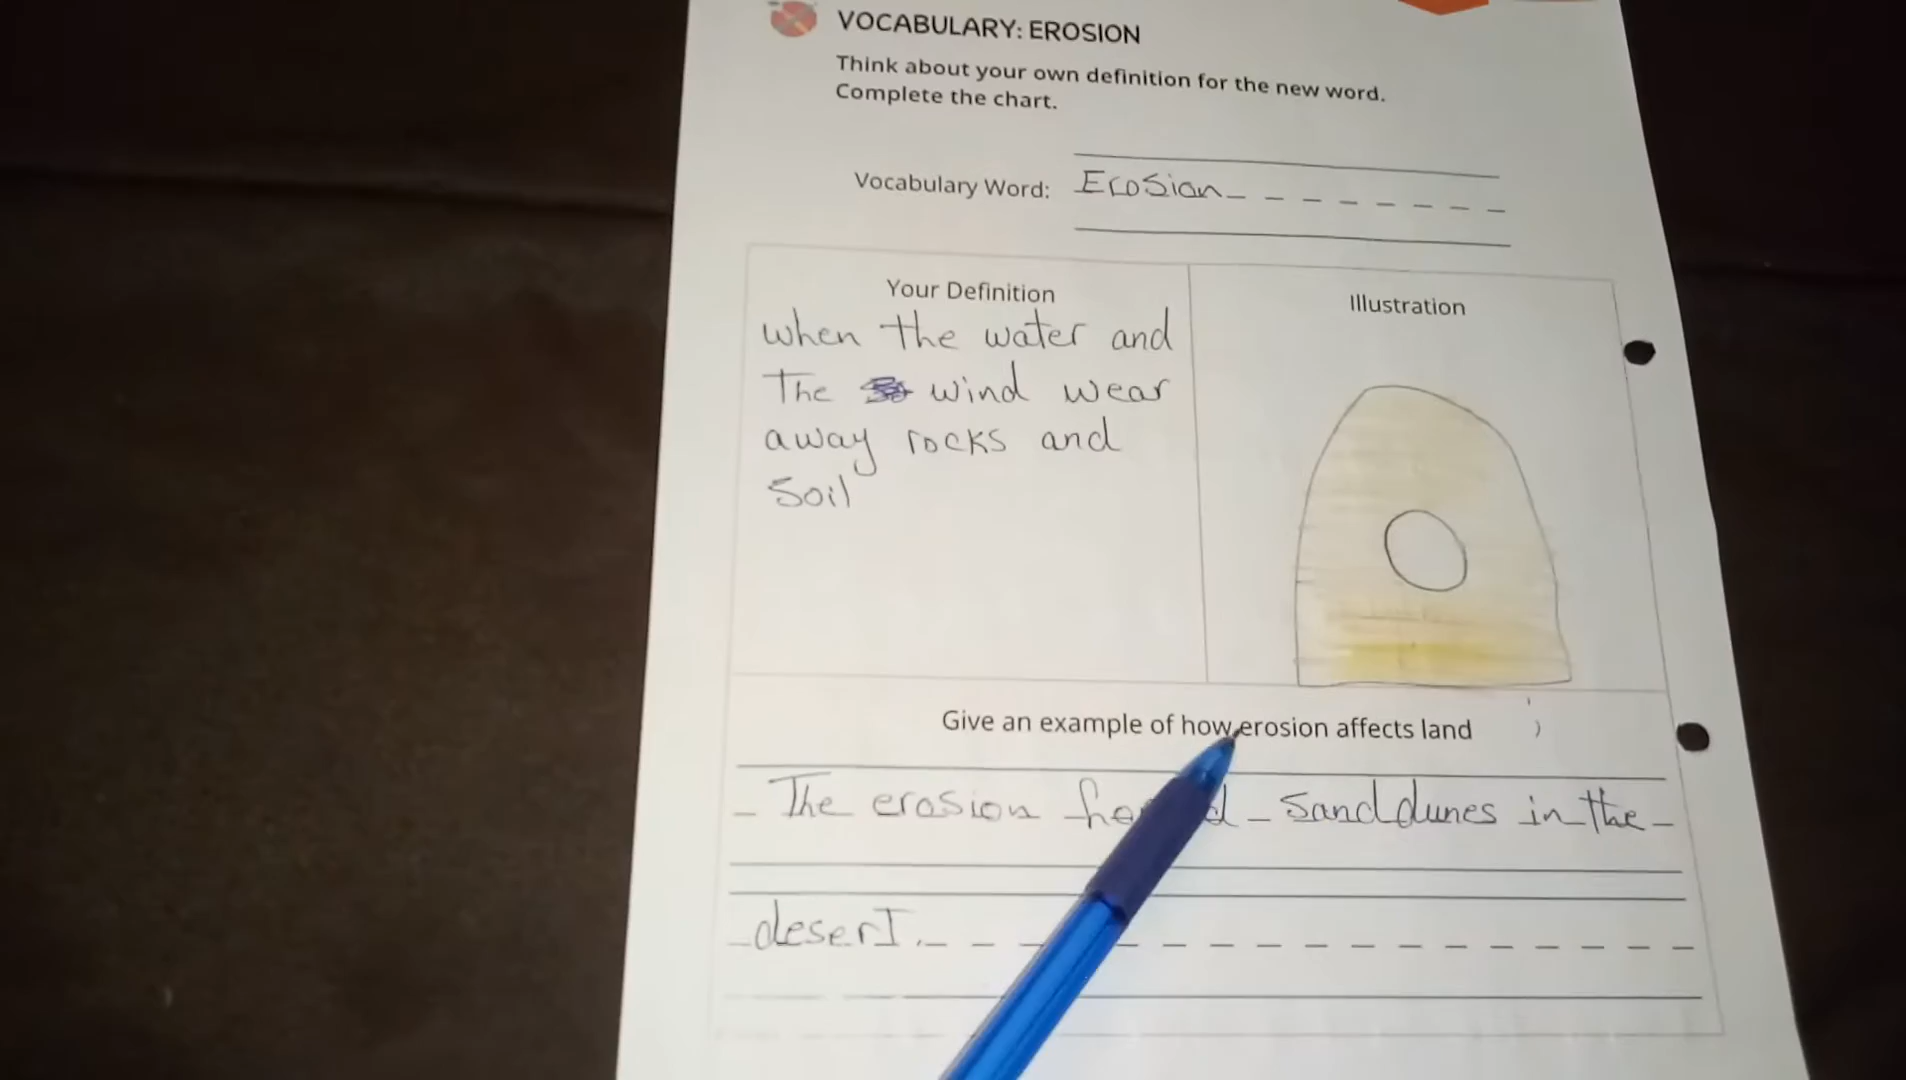 VOCABULARY: EROSION
Think about your own definition for the new word.
Complete the chart.
Vocabulary Word: Erosion
Your Definition
when the water and
The wind wear
away rocks and
soil
Illustration
Give an example of how erosion affects land
The erosion sanddunes in the
desert.